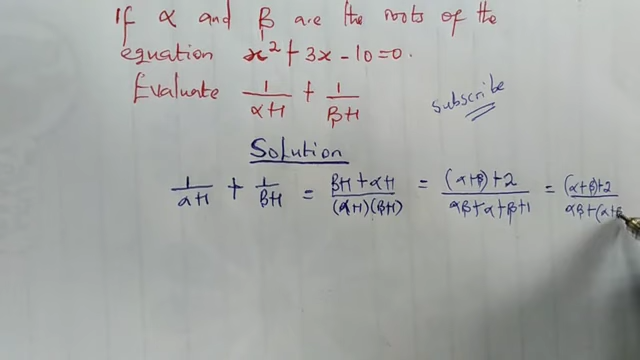 If α and β are the roots of the
equation x² + 3x - 10 = 0.
Evaluate 1/(α+1) + 1/(β+1)
subscribe
Solution
1/(α+1) + 1/(β+1) = (β+1+α+1)/((α+1)(β+1)) = ((α+β)+2)/(αβ+α+β+1) = ((α+β)+2)/(αβ+(α+β